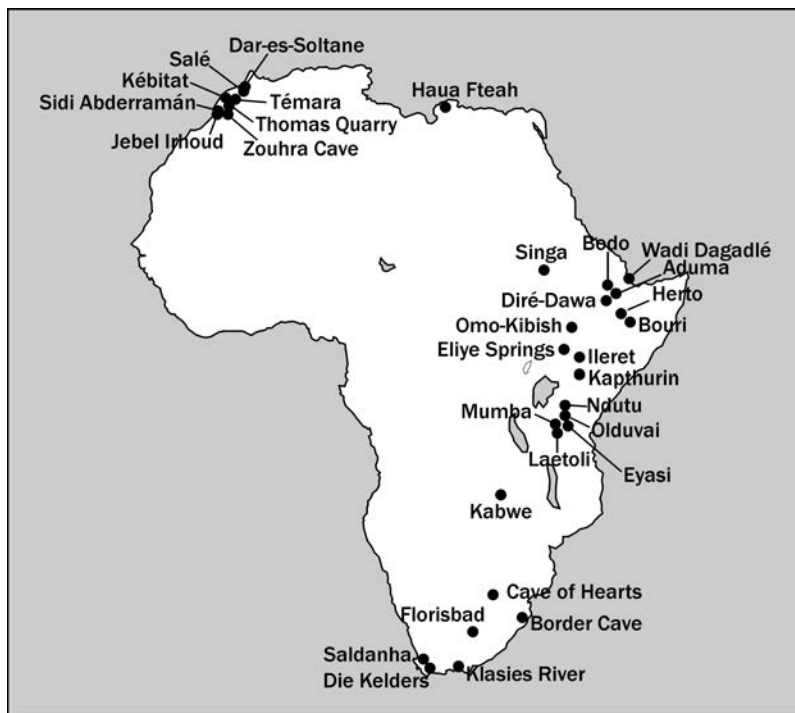 Dar-es-Soltane
Salé
Kébitat
Témara
Sidi Abderramán
Thomas Quarry
Jebel Irhoud
Zouhra Cave
Haua Fteah
Bodo
Wadi Dagadlé
Singa
Aduma
Diré-Dawa
Herto
Omo-Kibish
Bouri
Eliye Springs
Ileret
Kapthurin
Ndutu
Mumba
Olduvai
Laetoli
Eyasi
Kabwe
Cave of Hearts
Florisbad
Border Cave
Saldanha
Die Kelders
Klasies River